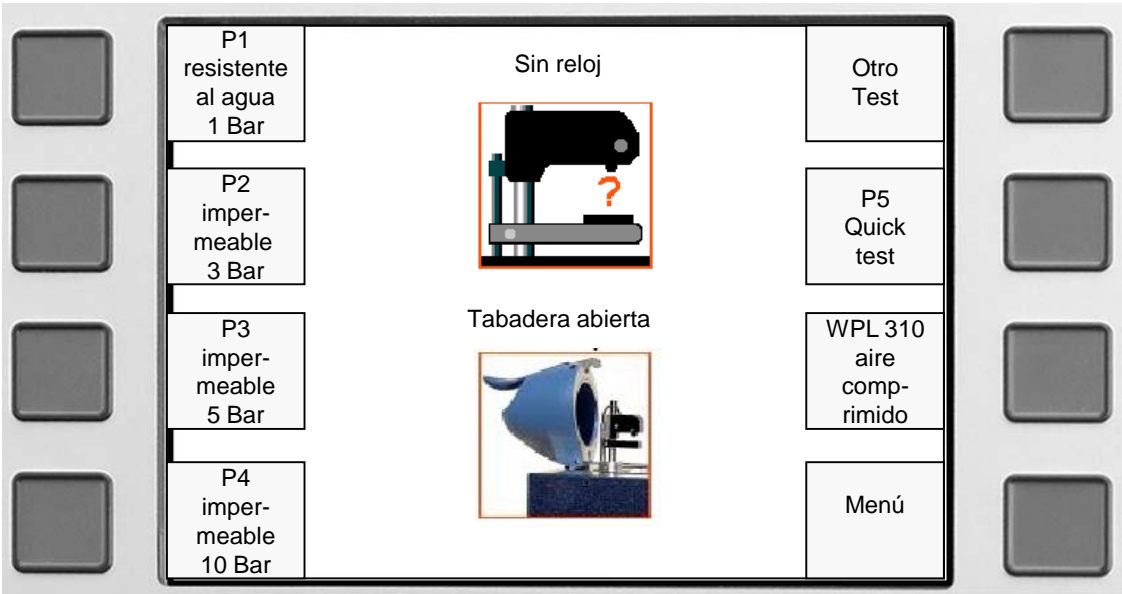 P1
resistente
al agua
1 Bar
P2
imper-
meable
3 Bar
P3
imper-
meable
5 Bar
P4
imper-
meable
10 Bar
Sin reloj
?
Tabadera abierta
Otro
Test
P5
Quick
test
WPL 310
aire
comp-
rimido
Menú